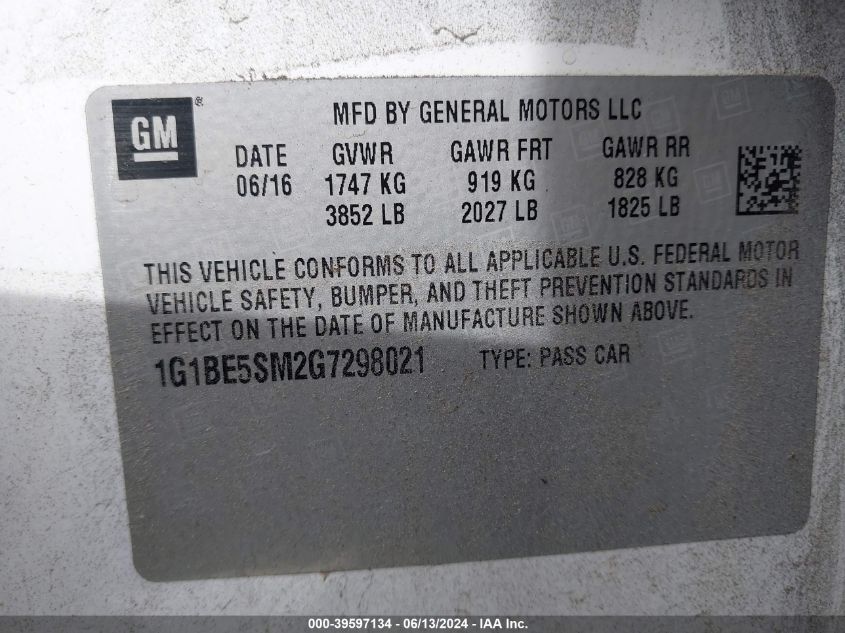 GM®
MFD BY GENERAL MOTORS LLC
DATE GVWR GAWR FRT GAWR RR
06/16 1747 KG 919 KG 828 KG
3852 LB 2027 LB 1825 LB
THIS VEHICLE CONFORMS TO ALL APPLICABLE U.S. FEDERAL MOTOR
VEHICLE SAFETY, BUMPER, AND THEFT PREVENTION STANDARDS IN
EFFECT ON THE DATE OF MANUFACTURE SHOWN ABOVE.
1G1BE5SM2G7298021 TYPE: PASS CAR
000-39597134 - 06/13/2024 - IAA Inc.